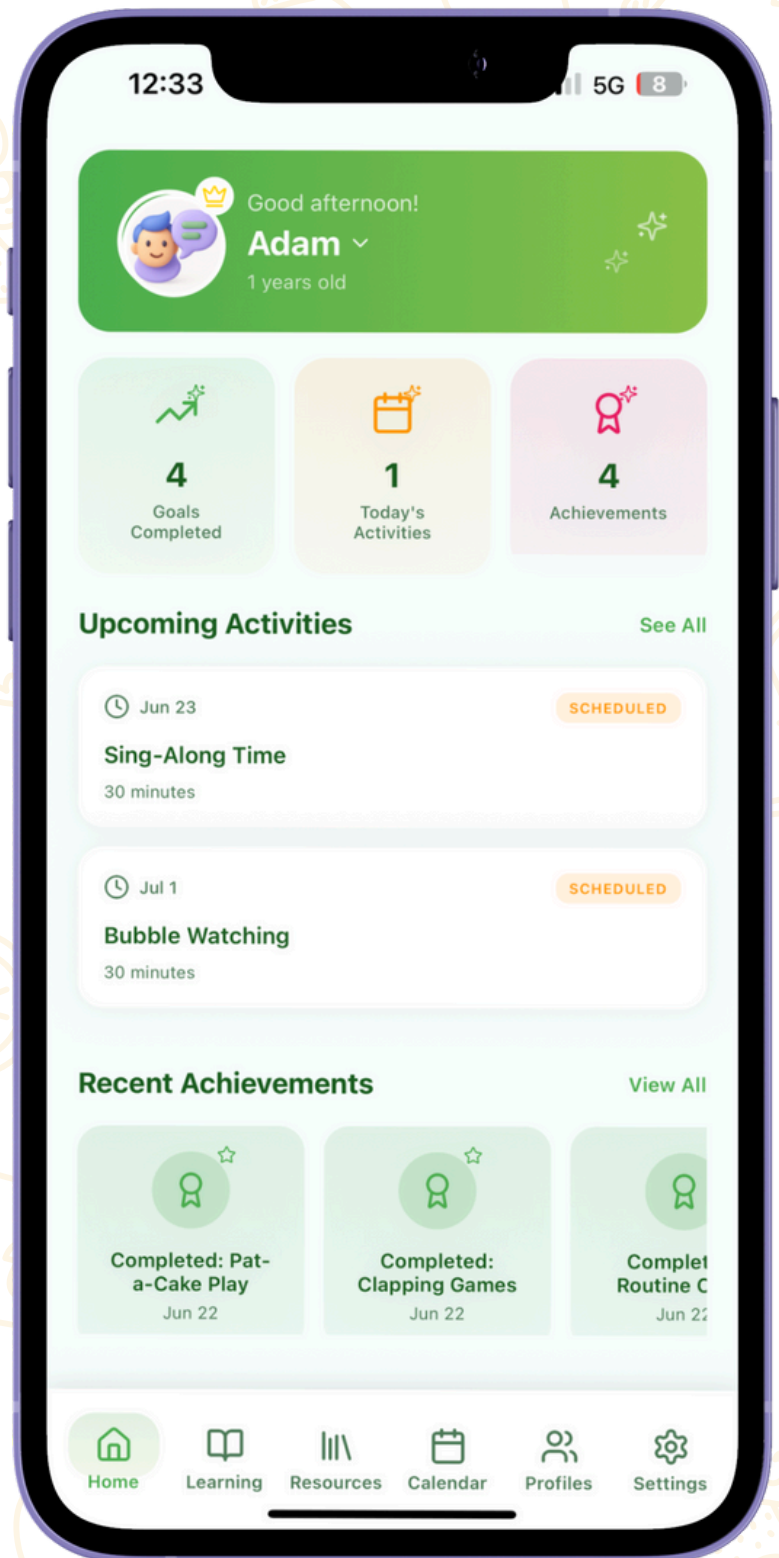 12:33
5G 8
Good afternoon!
Adam
1 years old
4
Goals
Completed
1
Today's
Activities
4
Achievements
Upcoming Activities
See All
Jun 23
SCHEDULED
Sing-Along Time
30 minutes
Jul 1
SCHEDULED
Bubble Watching
30 minutes
Recent Achievements
View All
Completed: Pat-
a-Cake Play
Jun 22
Completed:
Clapping Games
Jun 22
Routine
Jun 22
Home
Learning
Resources
Calendar
Profiles
Settings